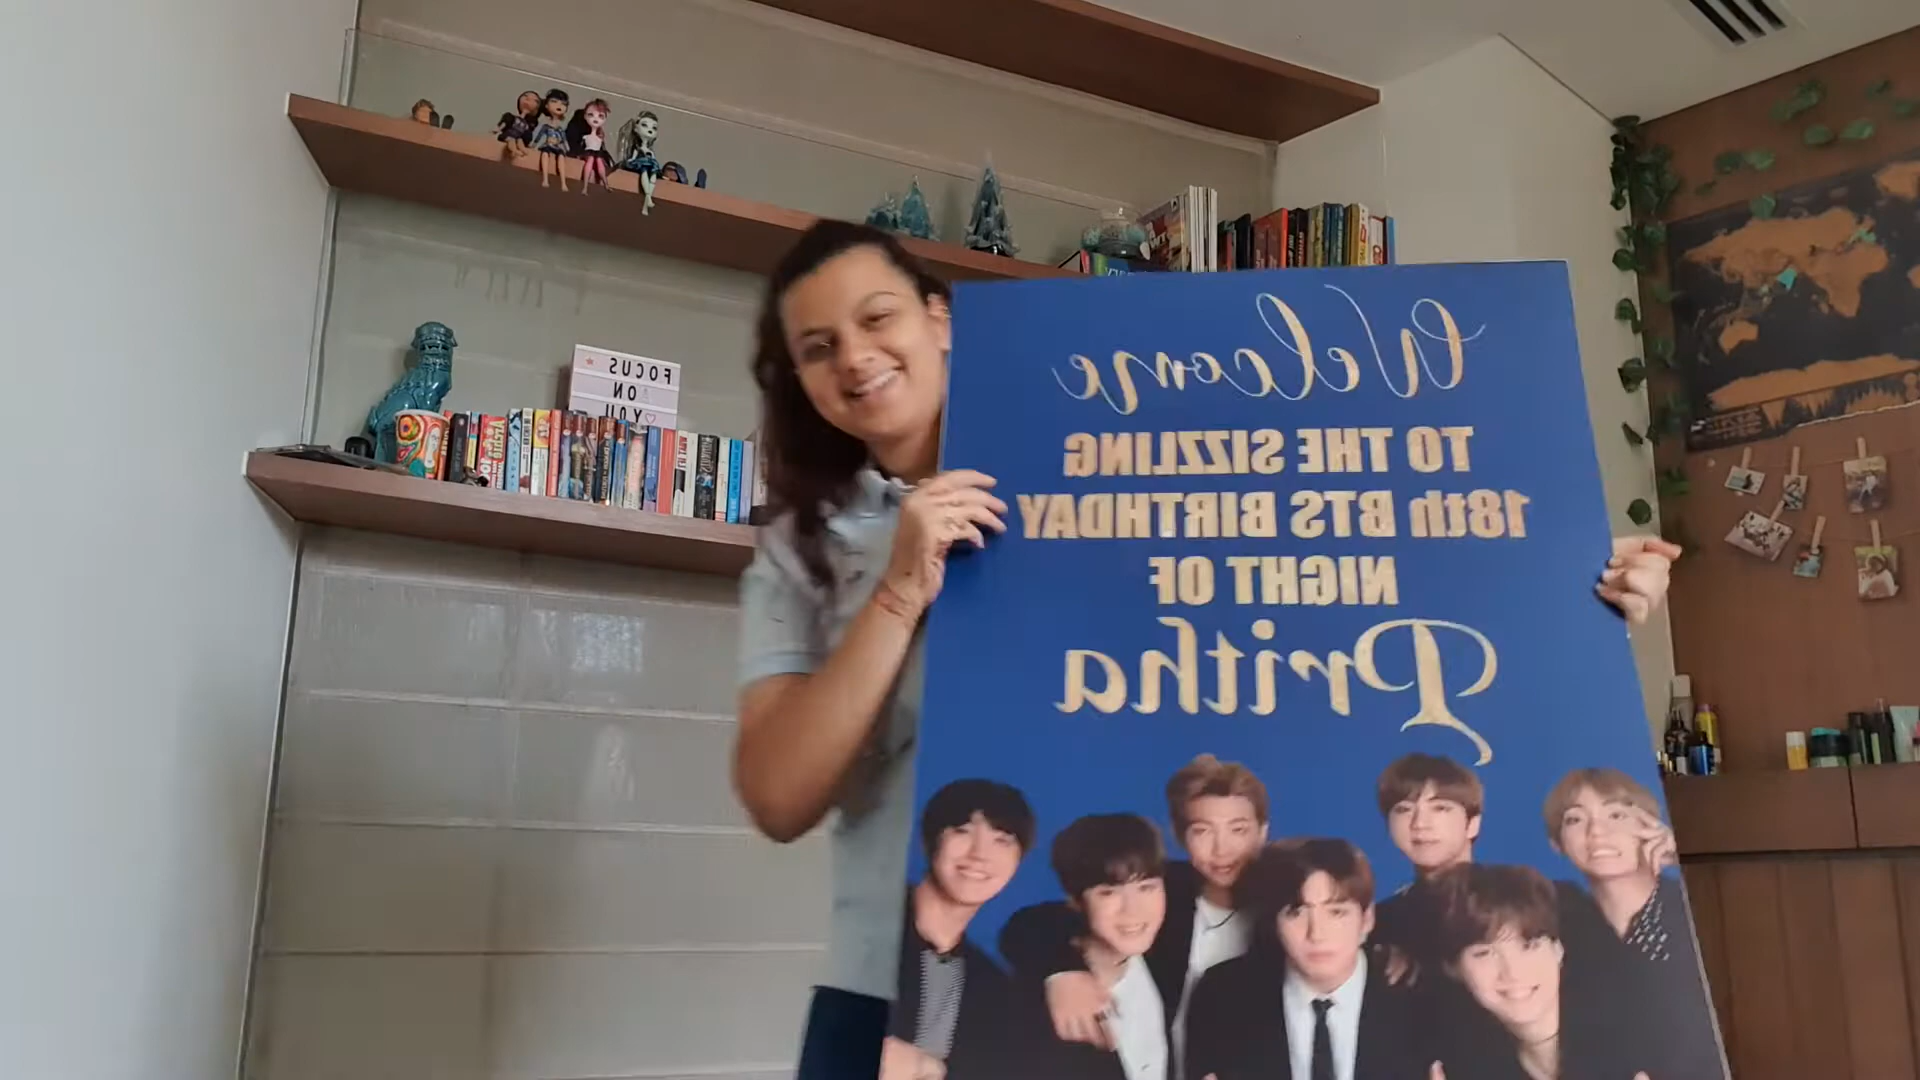 FOCUS
ON
YOU
Welcome
TO THE SIZZLING
18th BTS BIRTHDAY
NIGHT OF
Pritha